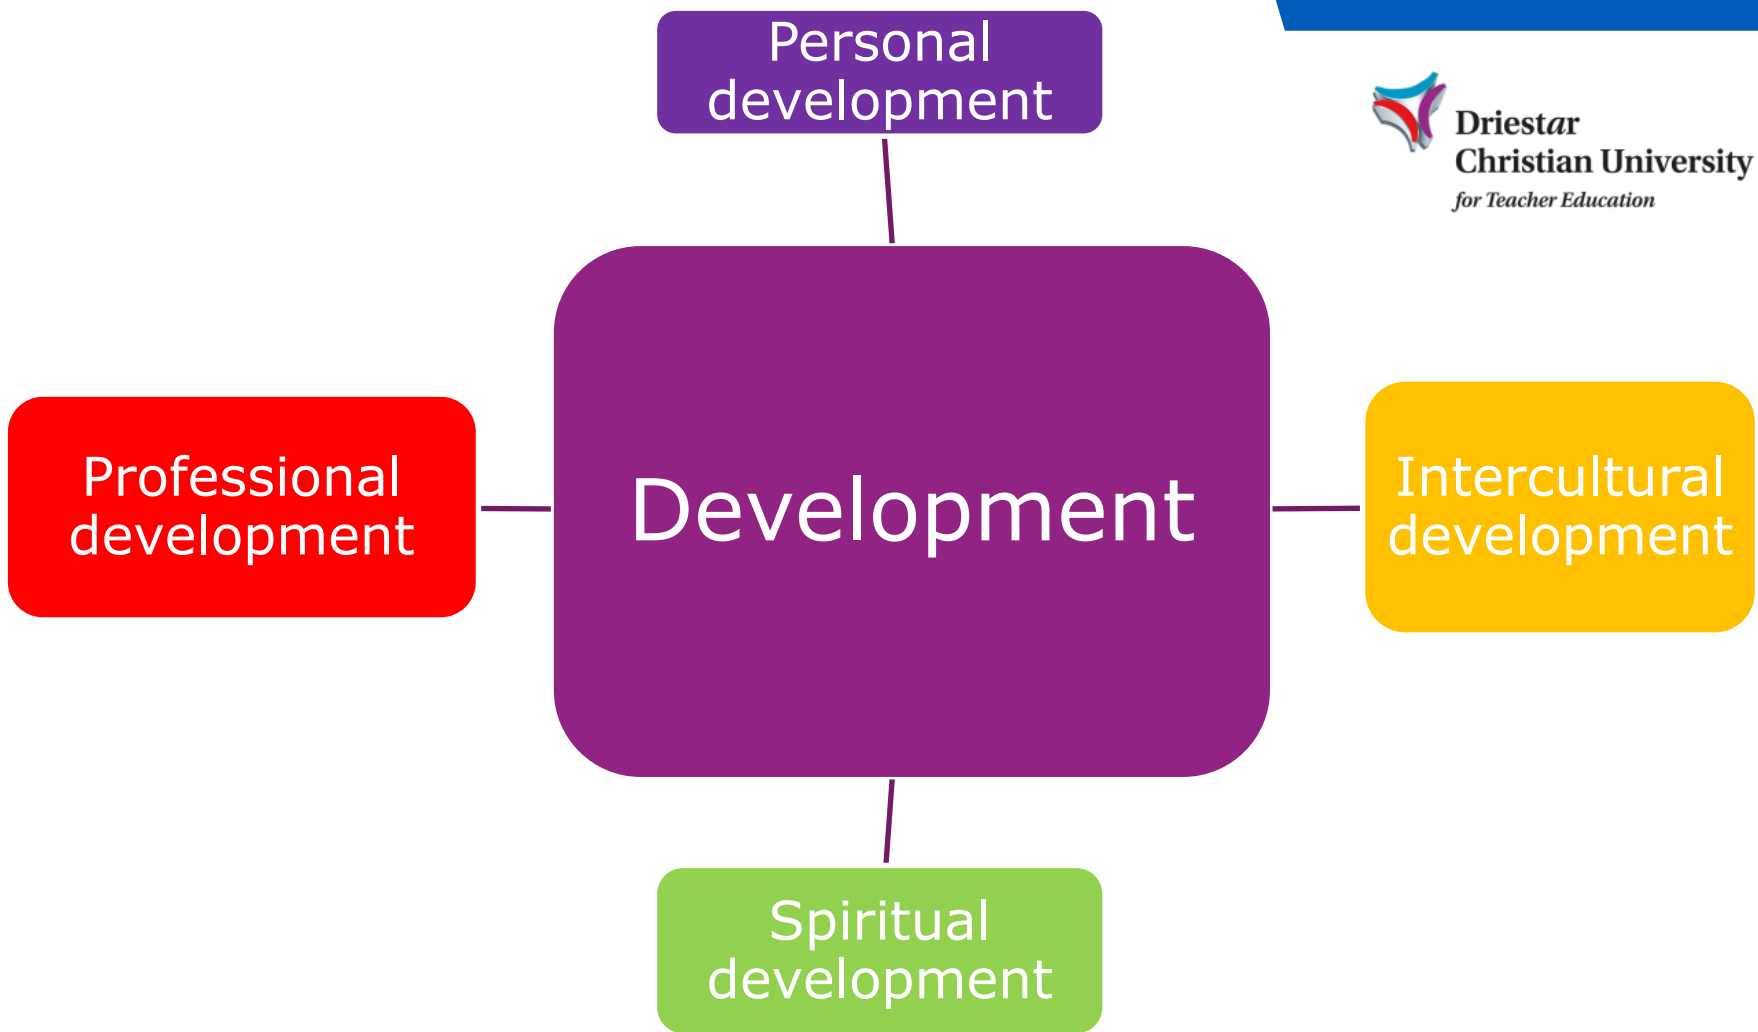 Personal
development
Driestar
Christian University
for Teacher Education
Professional
development
Development
Intercultural
development
Spiritual
development